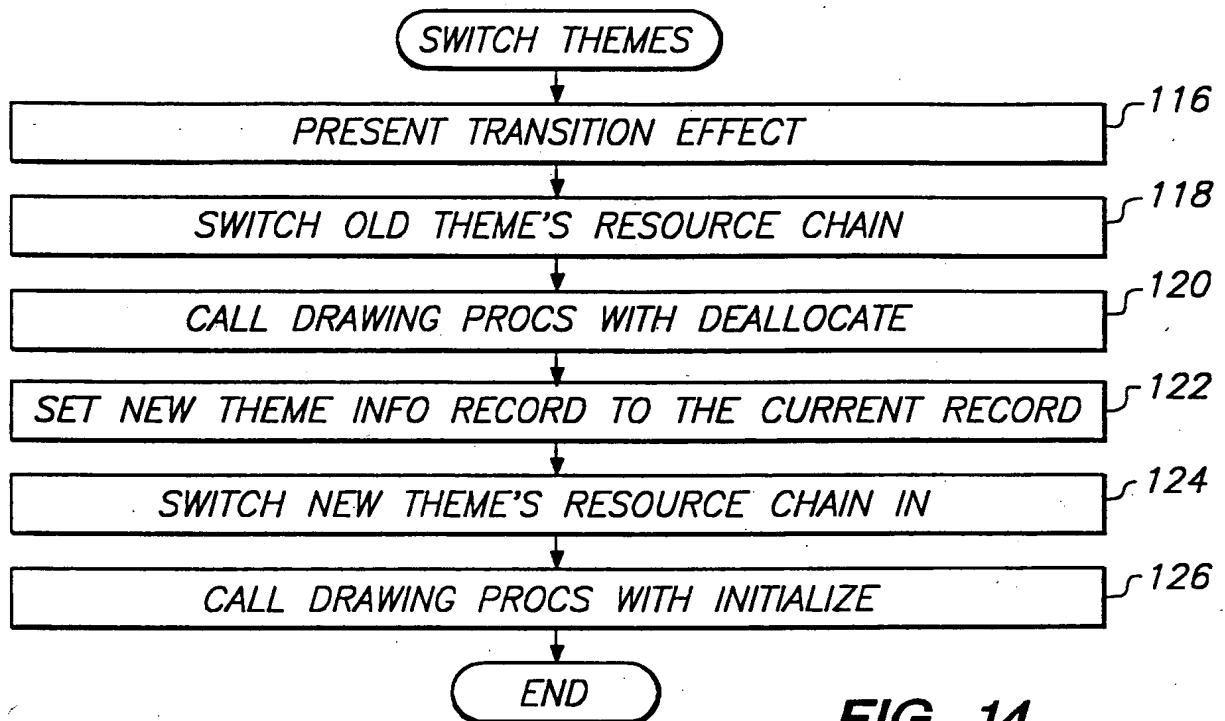 SWITCH THEMES
PRESENT TRANSITION EFFECT
116
SWITCH OLD THEME'S RESOURCE CHAIN
118
CALL DRAWING PROCS WITH DEALLOCATE
120
SET NEW THEME INFO RECORD TO THE CURRENT RECORD
122
SWITCH NEW THEME'S RESOURCE CHAIN IN
124
CALL DRAWING PROCS WITH INITIALIZE
126
END
FIG. 14